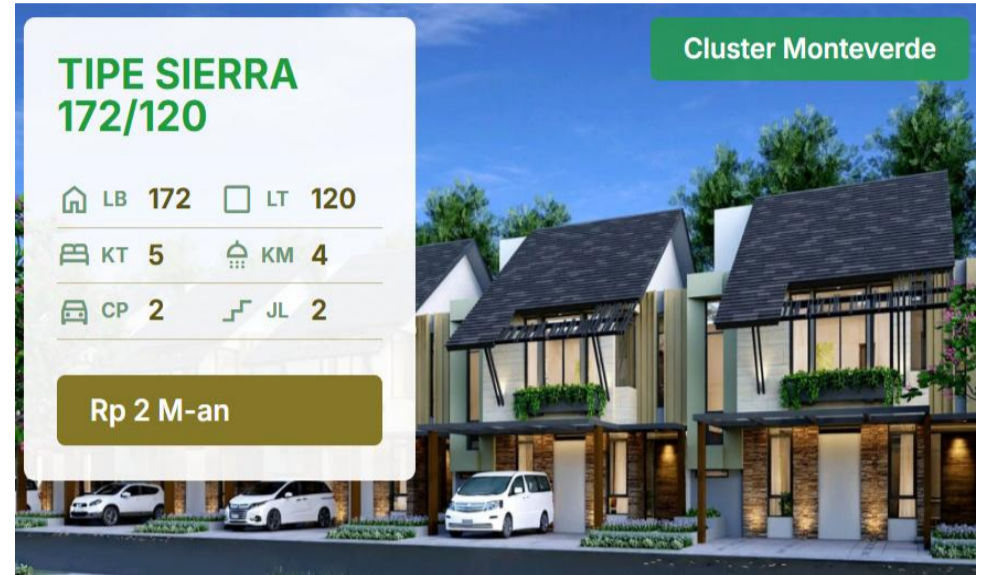 TIPE SIERRA
172/120
LB 172 LT 120
KT 5 KM 4
CP 2 JL 2
Rp 2 M-an
Cluster Monteverde